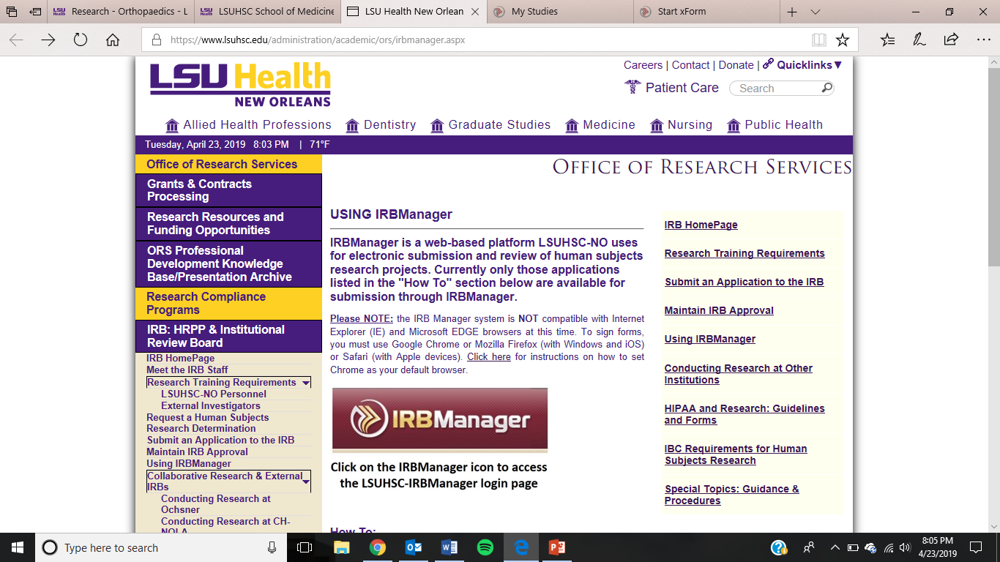 Research - Orthopaedics - L
LSUHSC School of Medicine
LSU Health New Orlean
My Studies
Start xForm
https://www.lsuhsc.edu/administration/academic/ors/irbmanager.aspx
LSU Health
NEW ORLEANS
Careers | Contact | Donate | Quicklinks▼
Patient Care
Search
Allied Health Professions
Dentistry
Graduate Studies
Medicine
Nursing
Public Health
Tuesday, April 23, 2019 8:03 PM | 71°F
Office of Research Services
Grants & Contracts
Processing
Research Resources and
Funding Opportunities
ORS Professional
Development Knowledge
Base/Presentation Archive
Research Compliance
Programs
IRB: HRPP & Institutional
Review Board
IRB HomePage
Meet the IRB Staff
Research Training Requirements
LSUHSC-NO Personnel
External Investigators
Request a Human Subjects
Research Determination
Submit an Application to the IRB
Maintain IRB Approval
Using IRBManager
Collaborative Research & External
IRBs
Conducting Research at
Ochsner
Conducting Research at CH-
NOLA
OFFICE OF RESEARCH SERVICES
USING IRBManager
IRBManager is a web-based platform LSUHSC-NO uses
for electronic submission and review of human subjects
research projects. Currently only those applications
listed in the "How To" section below are available for
submission through IRBManager.
Please NOTE: the IRB Manager system is NOT compatible with Internet
Explorer (IE) and Microsoft EDGE browsers at this time. To sign forms,
you must use Google Chrome or Mozilla Firefox (with Windows and iOS)
or Safari (with Apple devices). Click here for instructions on how to set
Chrome as your default browser.
IRBManager
Click on the IRBManager icon to access
the LSUHSC-IRBManager login page
How To:
IRB HomePage
Research Training Requirements
Submit an Application to the IRB
Maintain IRB Approval
Using IRBManager
Conducting Research at Other
Institutions
HIPAA and Research: Guidelines
and Forms
IBC Requirements for Human
Subjects Research
Special Topics: Guidance &
Procedures
Type here to search
8:05 PM
4/23/2019